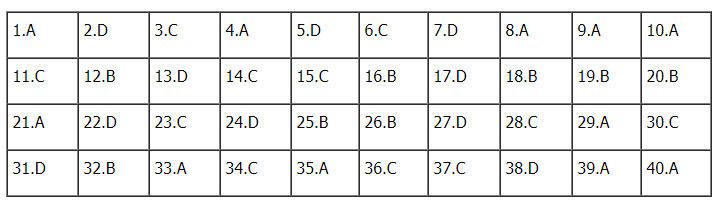 1.A 2.D 3.C 4.A 5.D 6.C 7.D 8.A 9.A 10.A
11.C 12.B 13.D 14.C 15.C 16.B 17.D 18.B 19.B 20.B
21.A 22.D 23.C 24.D 25.B 26.B 27.D 28.C 29.A 30.C
31.D 32.B 33.A 34.C 35.A 36.C 37.C 38.D 39.A 40.A